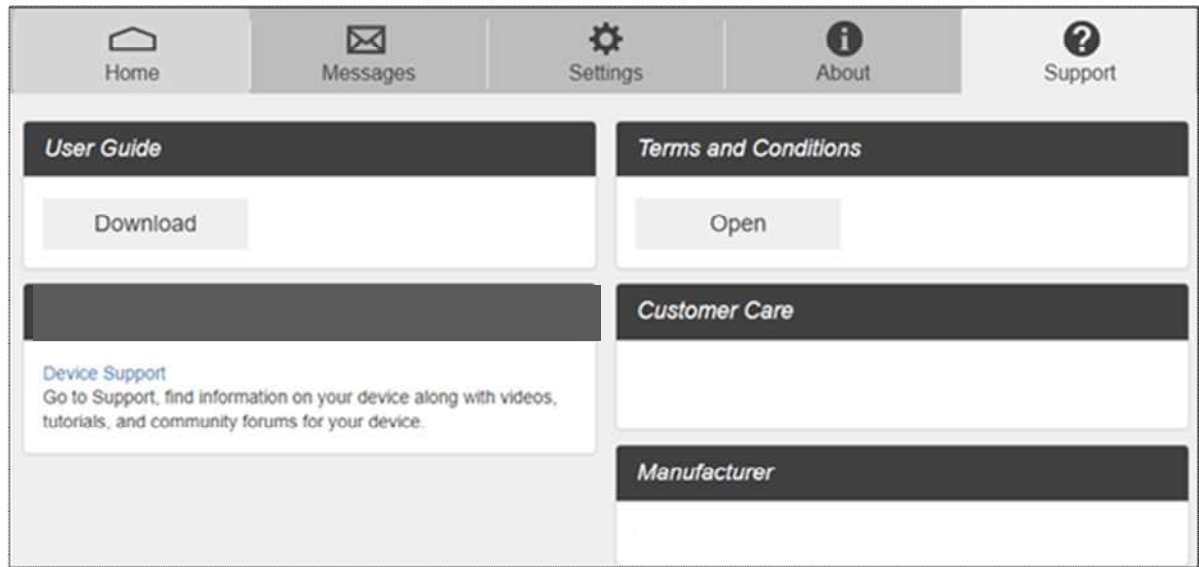 Home
Messages
Settings
About
Support
User Guide
Download
Terms and Conditions
Open
Device Support
Go to Support, find information on your device along with videos,
tutorials, and community forums for your device.
Customer Care
Manufacturer